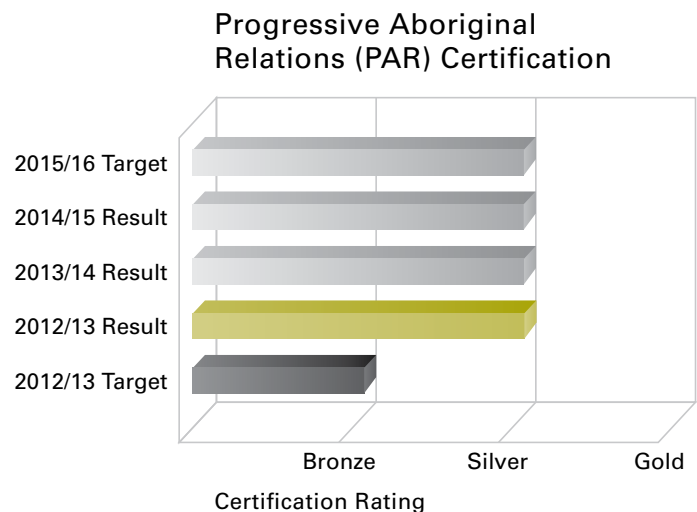 Progressive Aboriginal
Relations (PAR) Certification
2015/16 Target
2014/15 Result
2013/14 Result
2012/13 Result
2012/13 Target
Bronze Silver Gold
Certification Rating